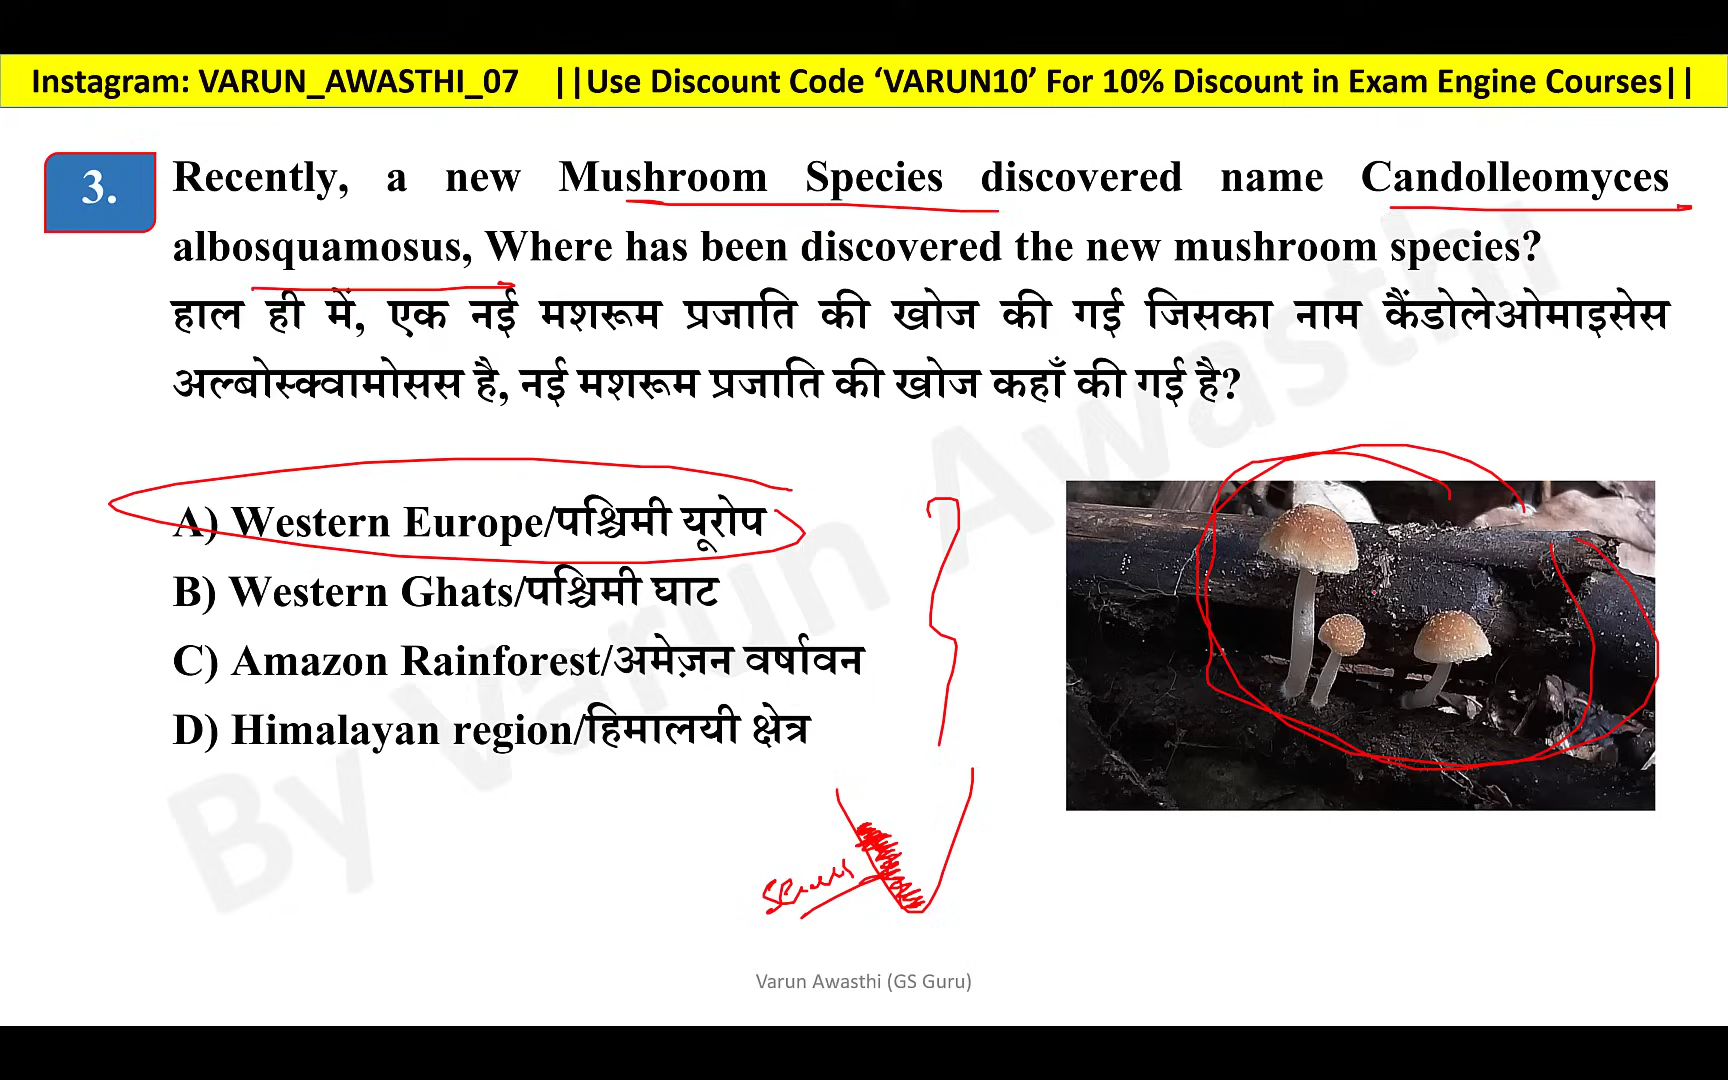 Instagram: VARUN_AWASTHI_07 ||Use Discount Code ‘VARUN10’ For 10% Discount in Exam Engine Courses||
3.
Recently, a new Mushroom Species discovered name Candolleomyces
albosquamosus, Where has been discovered the new mushroom species?
हाल ही में, एक नई मशरूम प्रजाति की खोज की गई जिसका नाम कैंडोलेओमाइसेस
अल्बोस्क्वामोसस है, नई मशरूम प्रजाति की खोज कहाँ की गई है?
A) Western Europe/पश्चिमी यूरोप
B) Western Ghats/पश्चिमी घाट
C) Amazon Rainforest/अमेज़न वर्षावन
D) Himalayan region/हिमालयी क्षेत्र
By Varun Awasthi
Varun Awasthi (GS Guru)